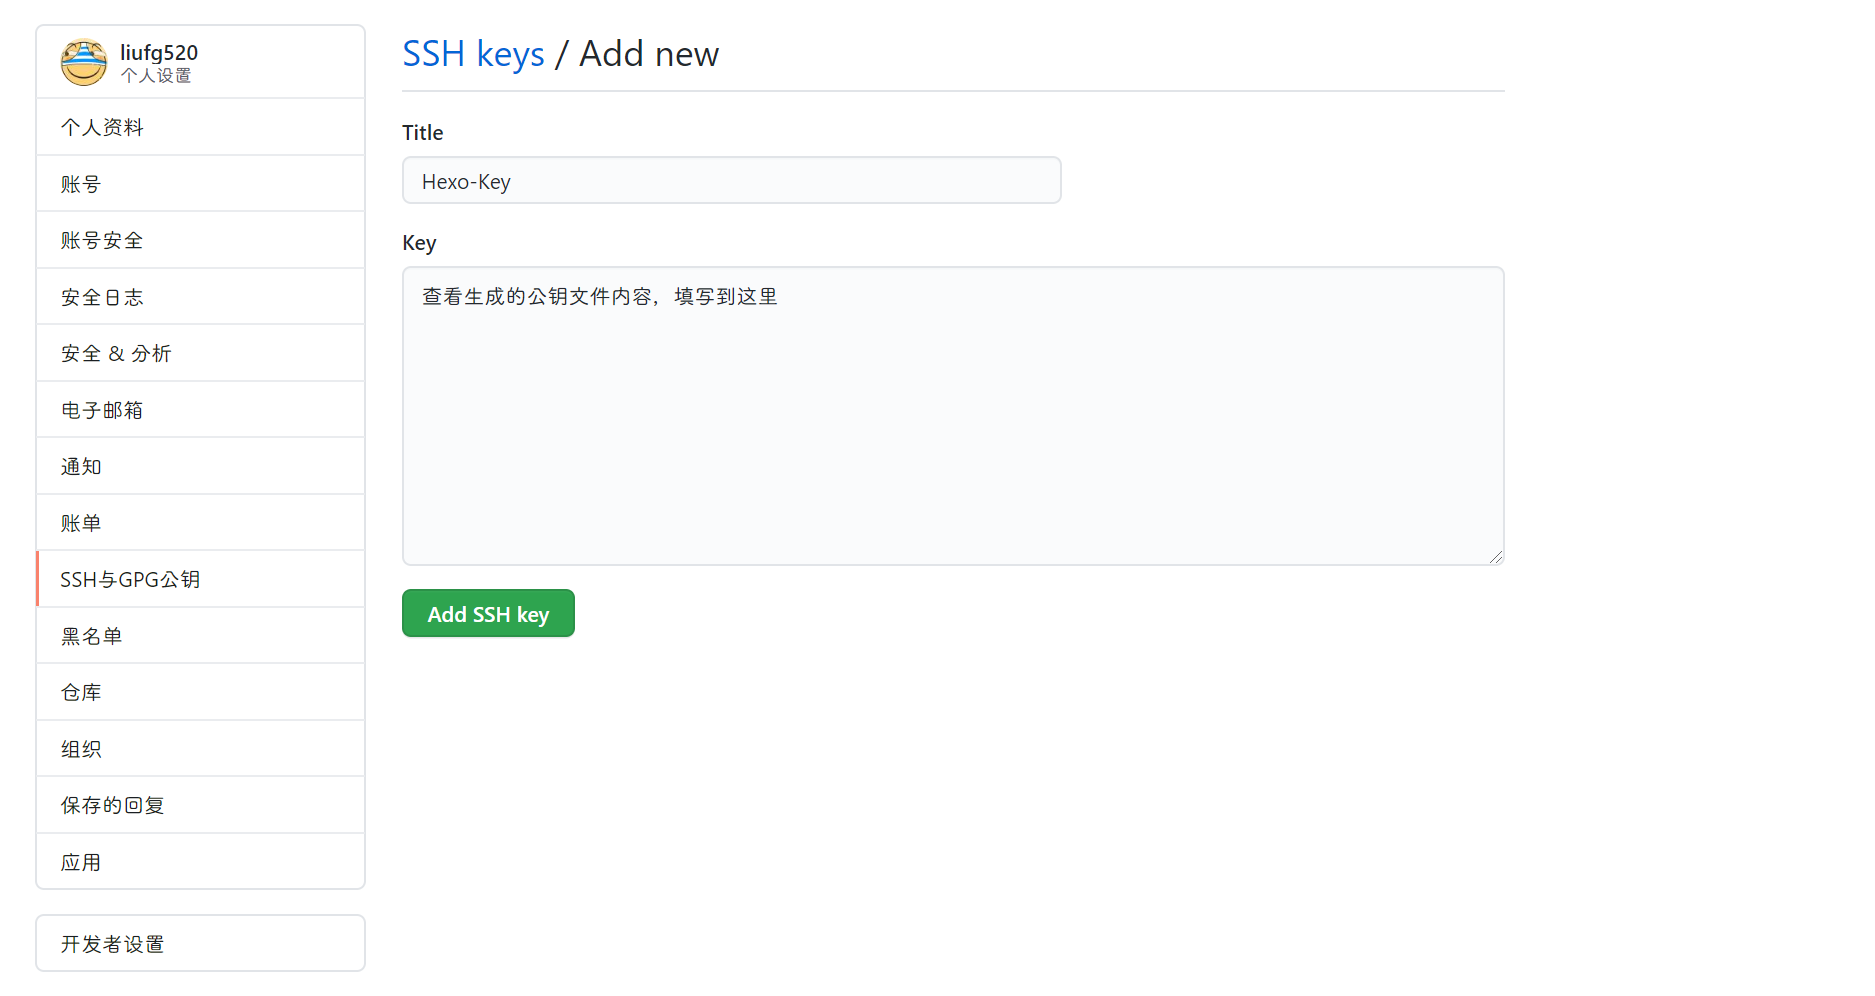 liufg520
个人设置
个人资料
账号
账号安全
安全日志
安全 & 分析
电子邮箱
通知
账单
SSH与GPG公钥
黑名单
仓库
组织
保存的回复
应用
开发者设置
SSH keys / Add new
Title
Hexo-Key
Key
查看生成的公钥文件内容，填写到这里
Add SSH key